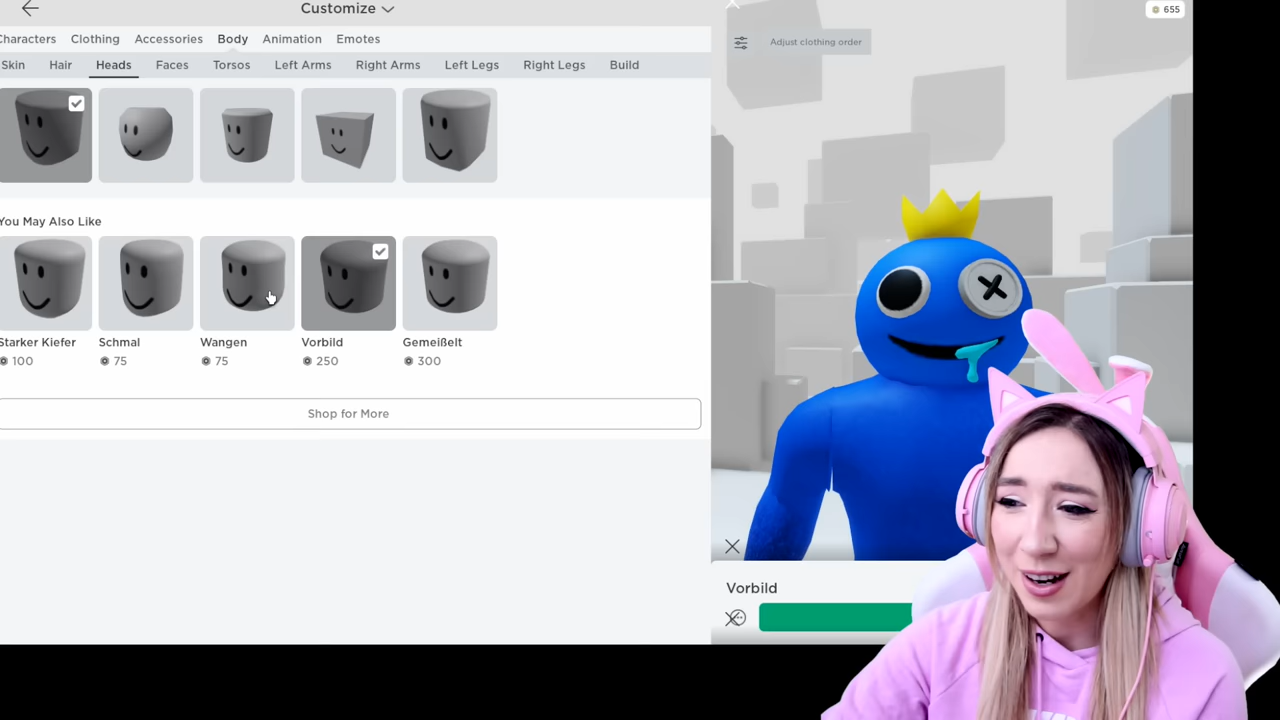 Customize
655
Characters Clothing Accessories Body Animation Emotes
Adjust clothing order
Skin Hair Heads Faces Torsos Left Arms Right Arms Left Legs Right Legs Build
You May Also Like
Starker Kiefer Schmal Wangen Vorbild Gemeißelt
100 75 75 250 300
Shop for More
Vorbild